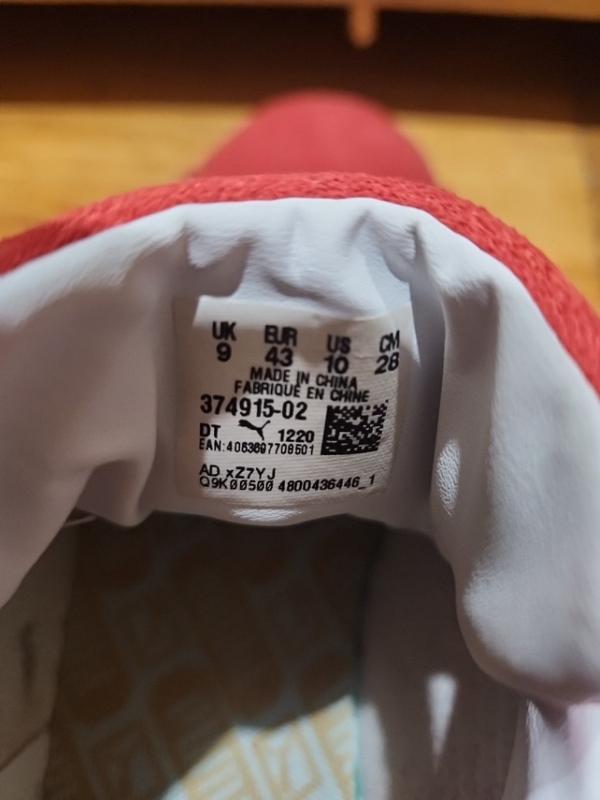 UK EUR US CM
9 43 10 28
MADE IN CHINA
FABRIQUÉ EN CHINE
374915-02
DT 1220
EAN:4063697708501
AD xZ7YJ
Q9K00500 4800436446_1